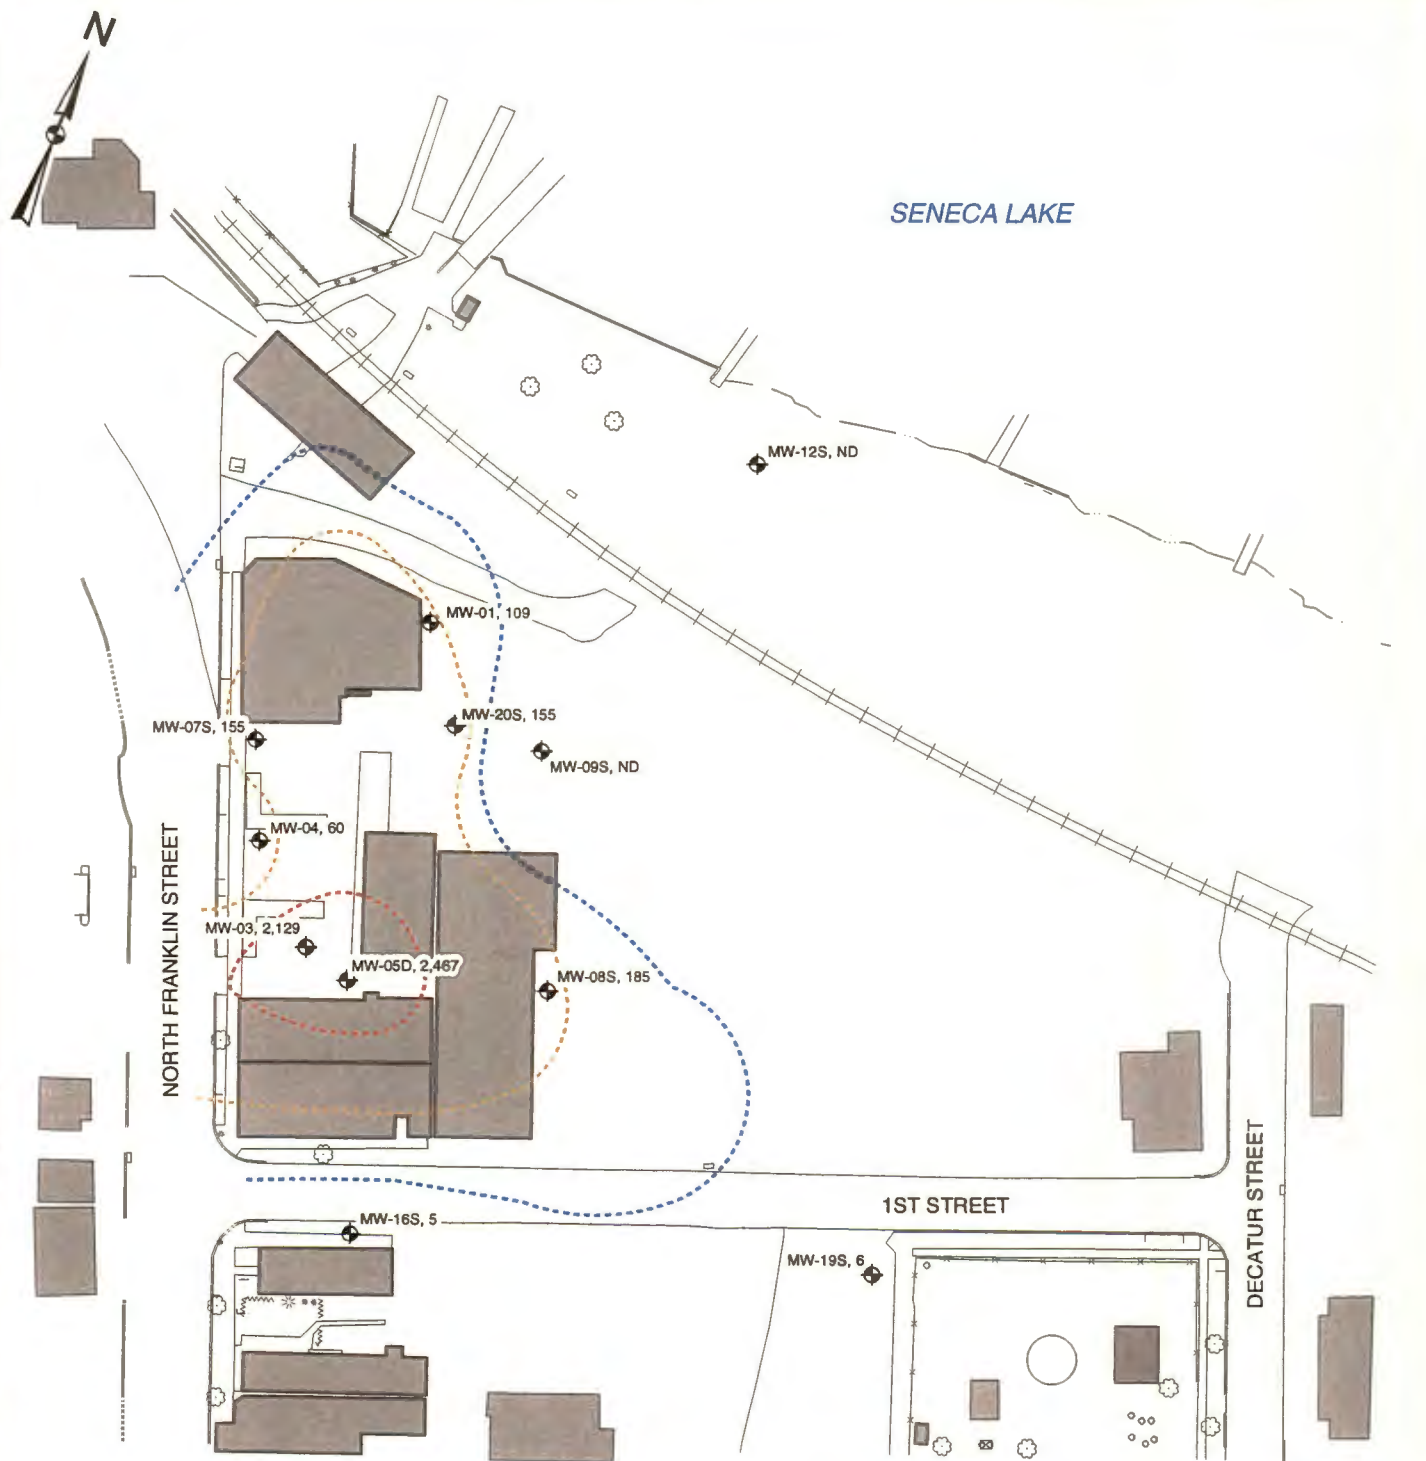 N
SENECA LAKE
MW-12S, ND
MW-01, 109
MW-20S, 155
MW-07S, 155
MW-09S, ND
MW-04, 60
NORTH FRANKLIN STREET
MW-03, 2,129
MW-05D, 2,467
MW-08S, 185
1ST STREET
DECATUR STREET
MW-16S, 5
MW-19S, 6